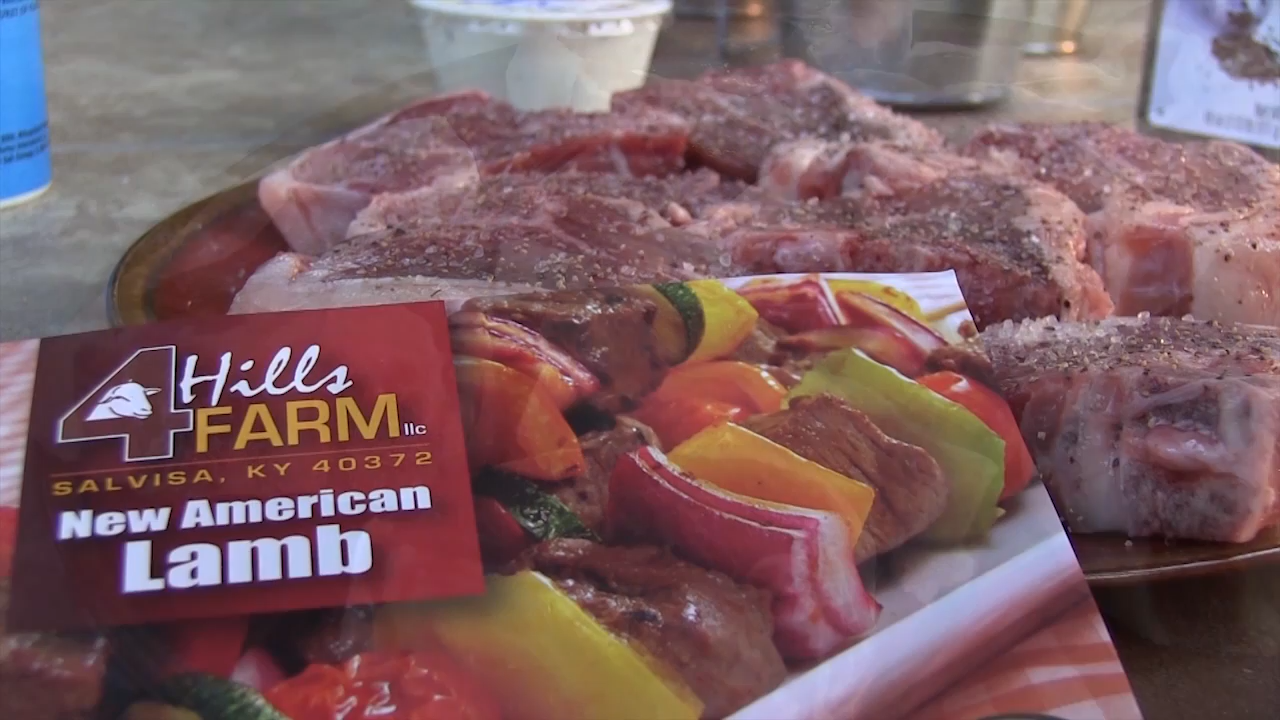 4 Hills
FARM llc
SALVISA, KY 40372
New American
Lamb